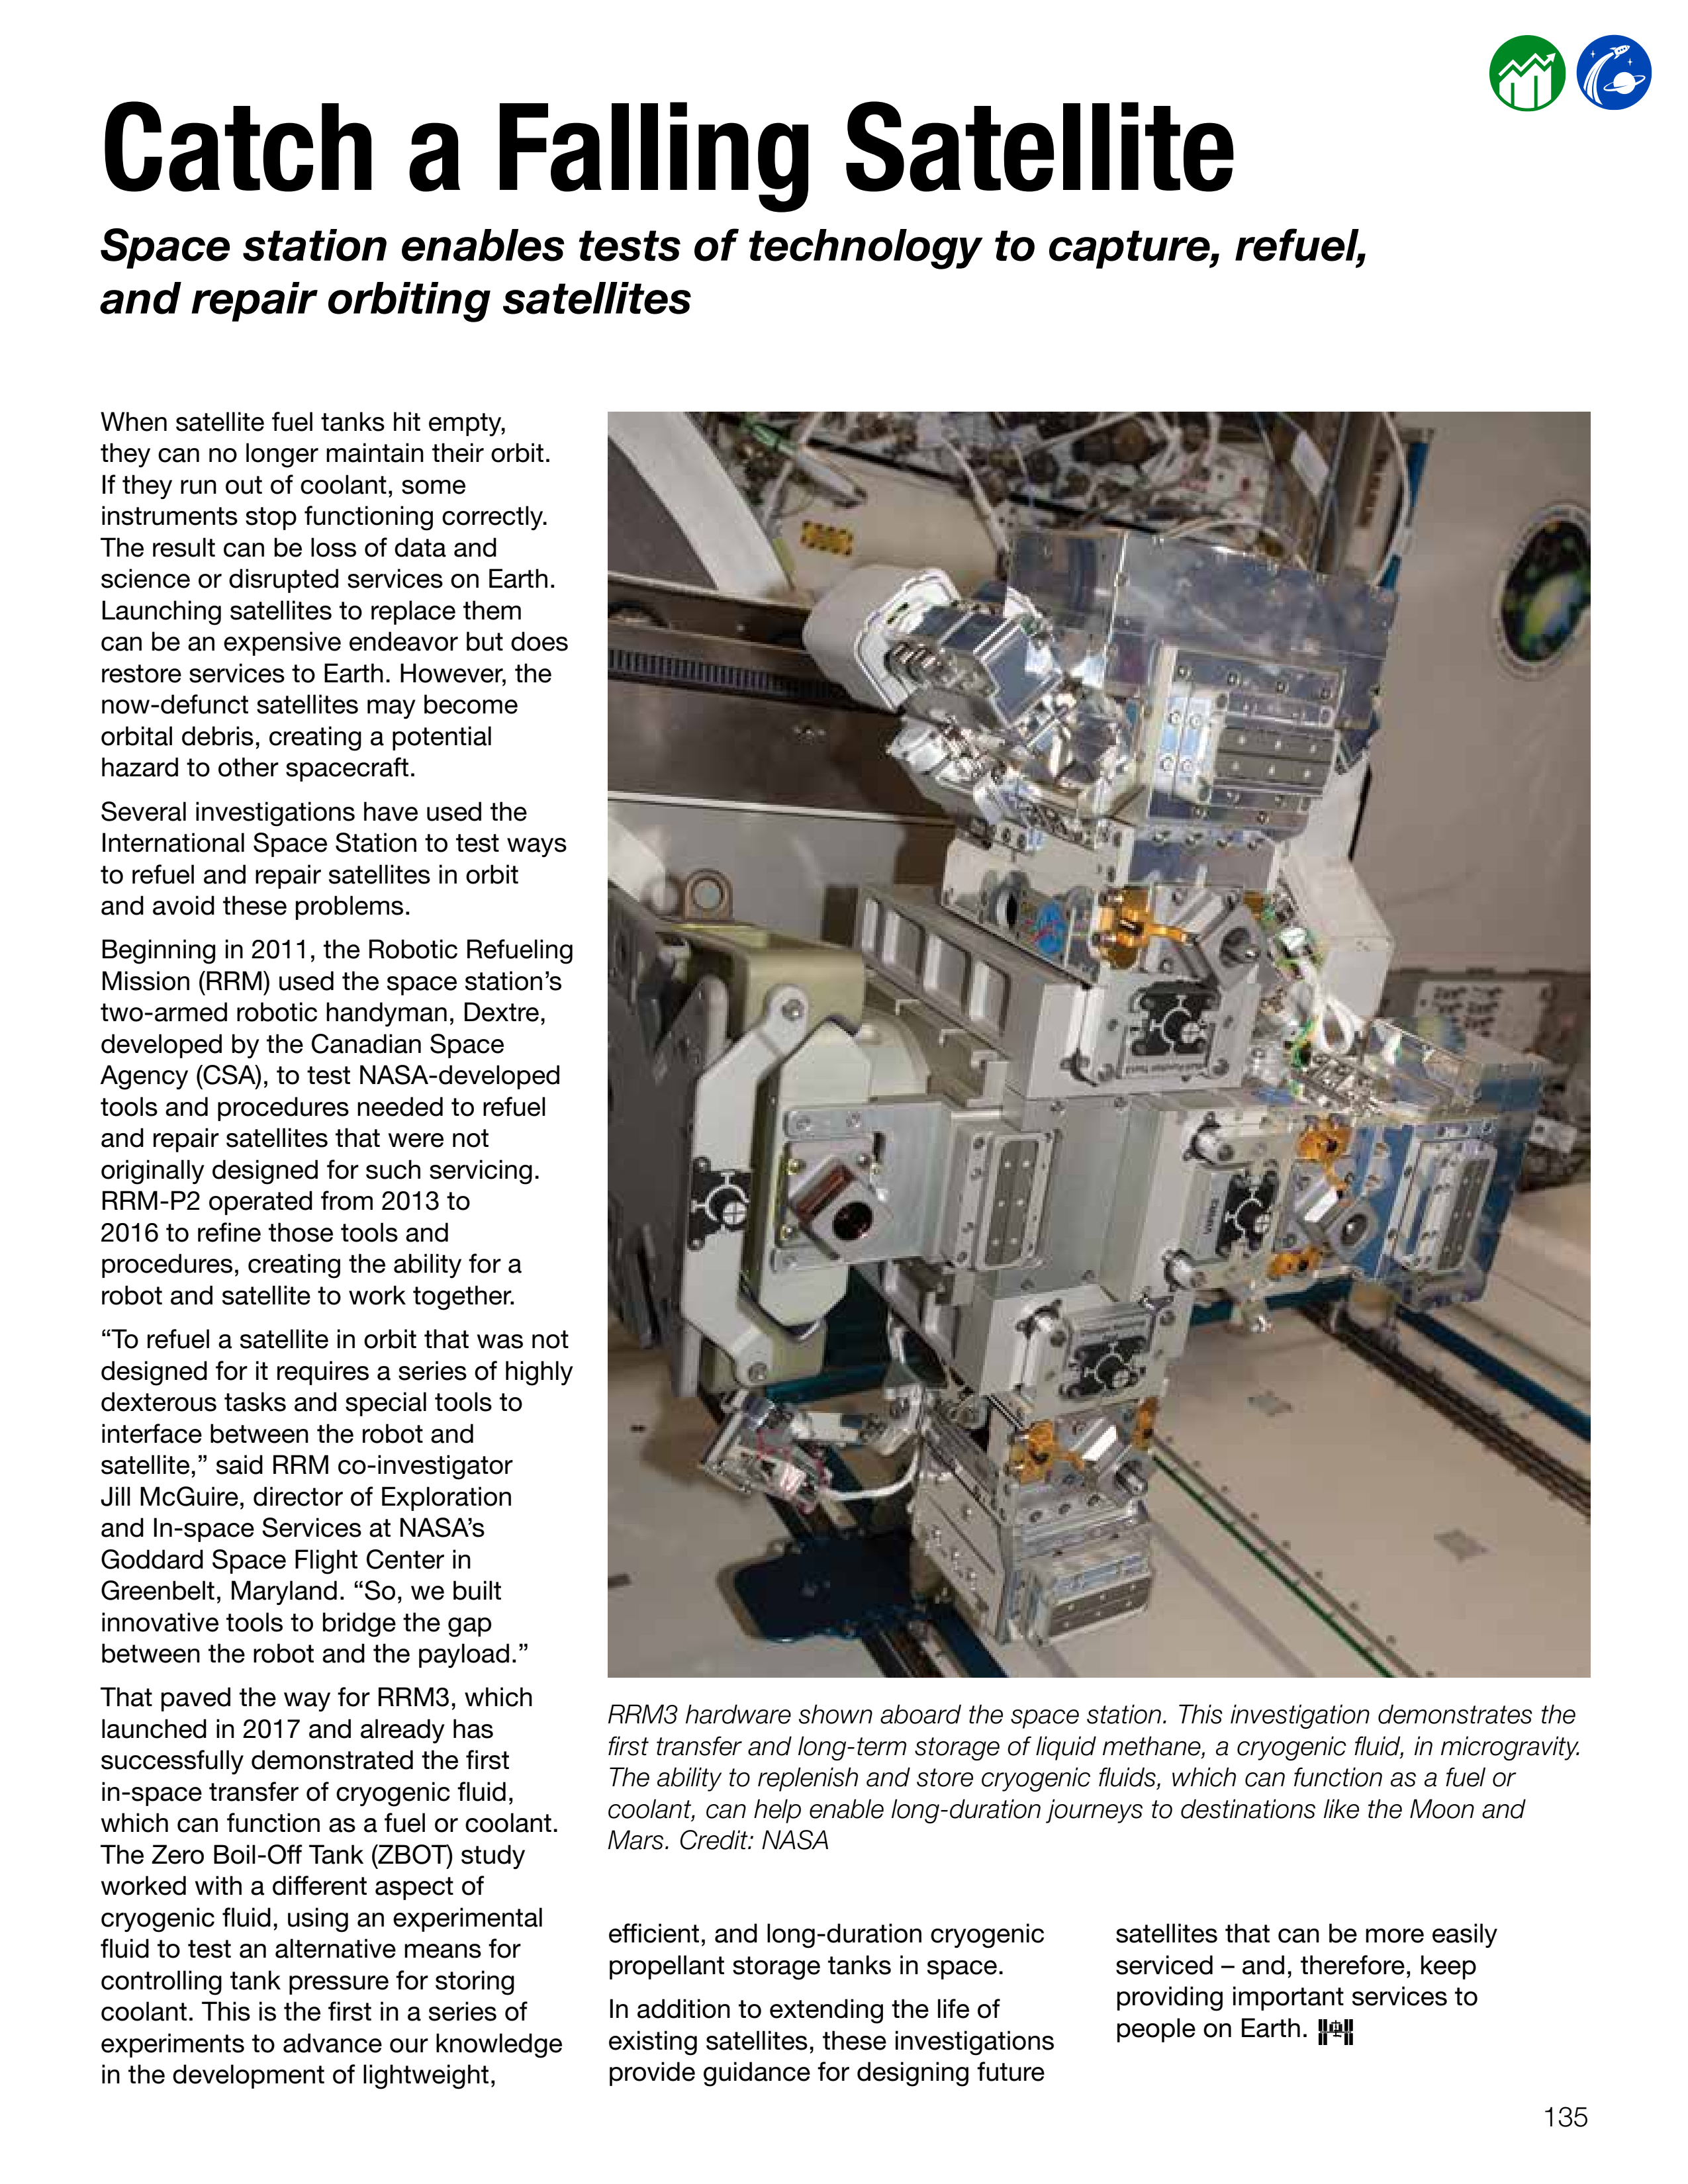 Catch a Falling Satellite
Space station enables tests of technology to capture, refuel,
and repair orbiting satellites
When satellite fuel tanks hit empty,
they can no longer maintain their orbit.
If they run out of coolant, some
instruments stop functioning correctly.
The result can be loss of data and
science or disrupted services on Earth.
Launching satellites to replace them
can be an expensive endeavor but does
restore services to Earth. However, the
now-defunct satellites may become
orbital debris, creating a potential
hazard to other spacecraft.
Several investigations have used the
International Space Station to test ways
to refuel and repair satellites in orbit
and avoid these problems.
Beginning in 2011, the Robotic Refueling
Mission (RRM) used the space station’s
two-armed robotic handyman, Dextre,
developed by the Canadian Space
Agency (CSA), to test NASA-developed
tools and procedures needed to refuel
and repair satellites that were not
originally designed for such servicing.
RRM-P2 operated from 2013 to
2016 to refine those tools and
procedures, creating the ability for a
robot and satellite to work together.
“To refuel a satellite in orbit that was not
designed for it requires a series of highly
dexterous tasks and special tools to
interface between the robot and
satellite,” said RRM co-investigator
Jill McGuire, director of Exploration
and In-space Services at NASA’s
Goddard Space Flight Center in
Greenbelt, Maryland. “So, we built
innovative tools to bridge the gap
between the robot and the payload.”
That paved the way for RRM3, which
launched in 2017 and already has
successfully demonstrated the first
in-space transfer of cryogenic fluid,
which can function as a fuel or coolant.
The Zero Boil-Off Tank (ZBOT) study
worked with a different aspect of
cryogenic fluid, using an experimental
fluid to test an alternative means for
controlling tank pressure for storing
coolant. This is the first in a series of
experiments to advance our knowledge
in the development of lightweight,
RRM3 hardware shown aboard the space station. This investigation demonstrates the
first transfer and long-term storage of liquid methane, a cryogenic fluid, in microgravity.
The ability to replenish and store cryogenic fluids, which can function as a fuel or
coolant, can help enable long-duration journeys to destinations like the Moon and
Mars. Credit: NASA
efficient, and long-duration cryogenic
propellant storage tanks in space.
In addition to extending the life of
existing satellites, these investigations
provide guidance for designing future
satellites that can be more easily
serviced – and, therefore, keep
providing important services to
people on Earth.
135